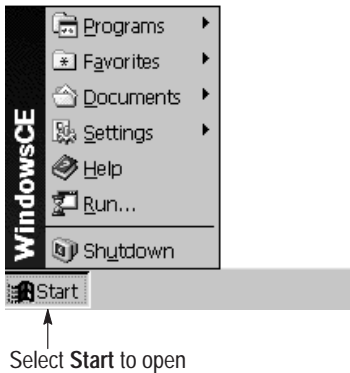 Programs
Favorites
Documents
Settings
Help
Run...
Shutdown
WindowsCE
Start
Select Start to open